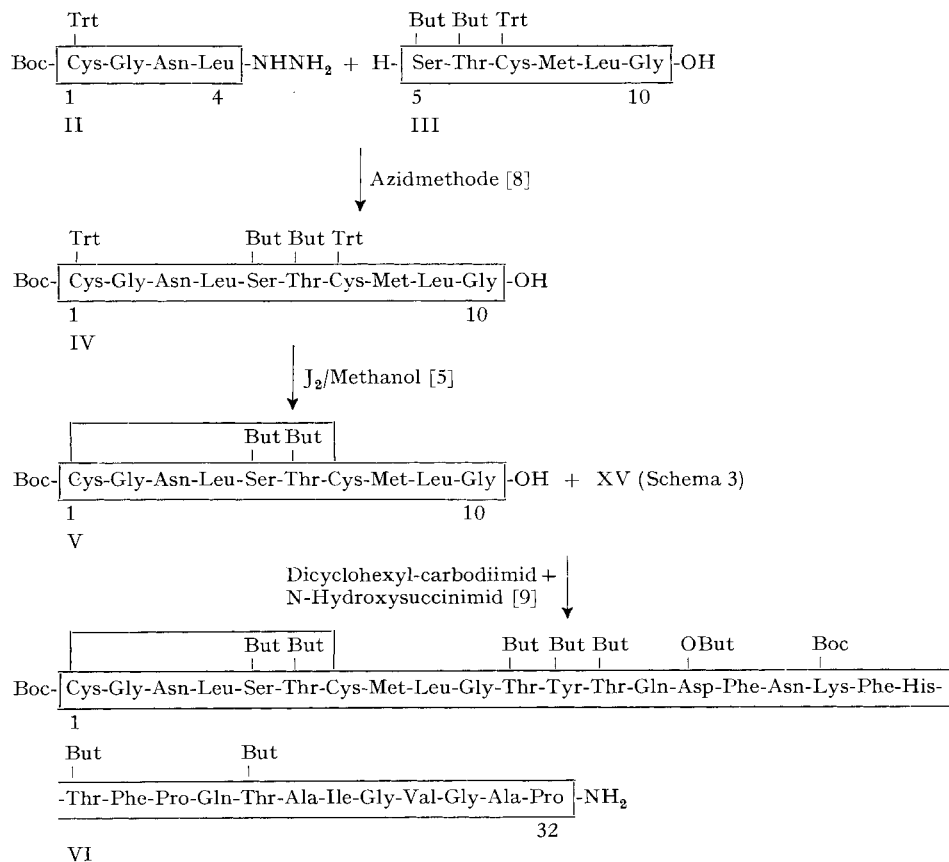 Trt But But Trt
Boc- Cys-Gly-Asn-Leu -NHNH₂ + H- Ser-Thr-Cys-Met-Leu-Gly -OH
1 4 5 10
II III
Azidmethode [8]
Trt But But Trt
Boc- Cys-Gly-Asn-Leu-Ser-Thr-Cys-Met-Leu-Gly -OH
1 10
IV
J₂/Methanol [5]
But But
Boc- Cys-Gly-Asn-Leu-Ser-Thr-Cys-Met-Leu-Gly -OH + XV (Schema 3)
1 10
V
Dicyclohexyl-carbodiimid +
N-Hydroxysuccinimid [9]
But But But But But OBut Boc
Boc- Cys-Gly-Asn-Leu-Ser-Thr-Cys-Met-Leu-Gly-Thr-Tyr-Thr-Gln-Asp-Phe-Asn-Lys-Phe-His-
1
But But
-Thr-Phe-Pro-Gln-Thr-Ala-Ile-Gly-Val-Gly-Ala-Pro -NH₂
32
VI